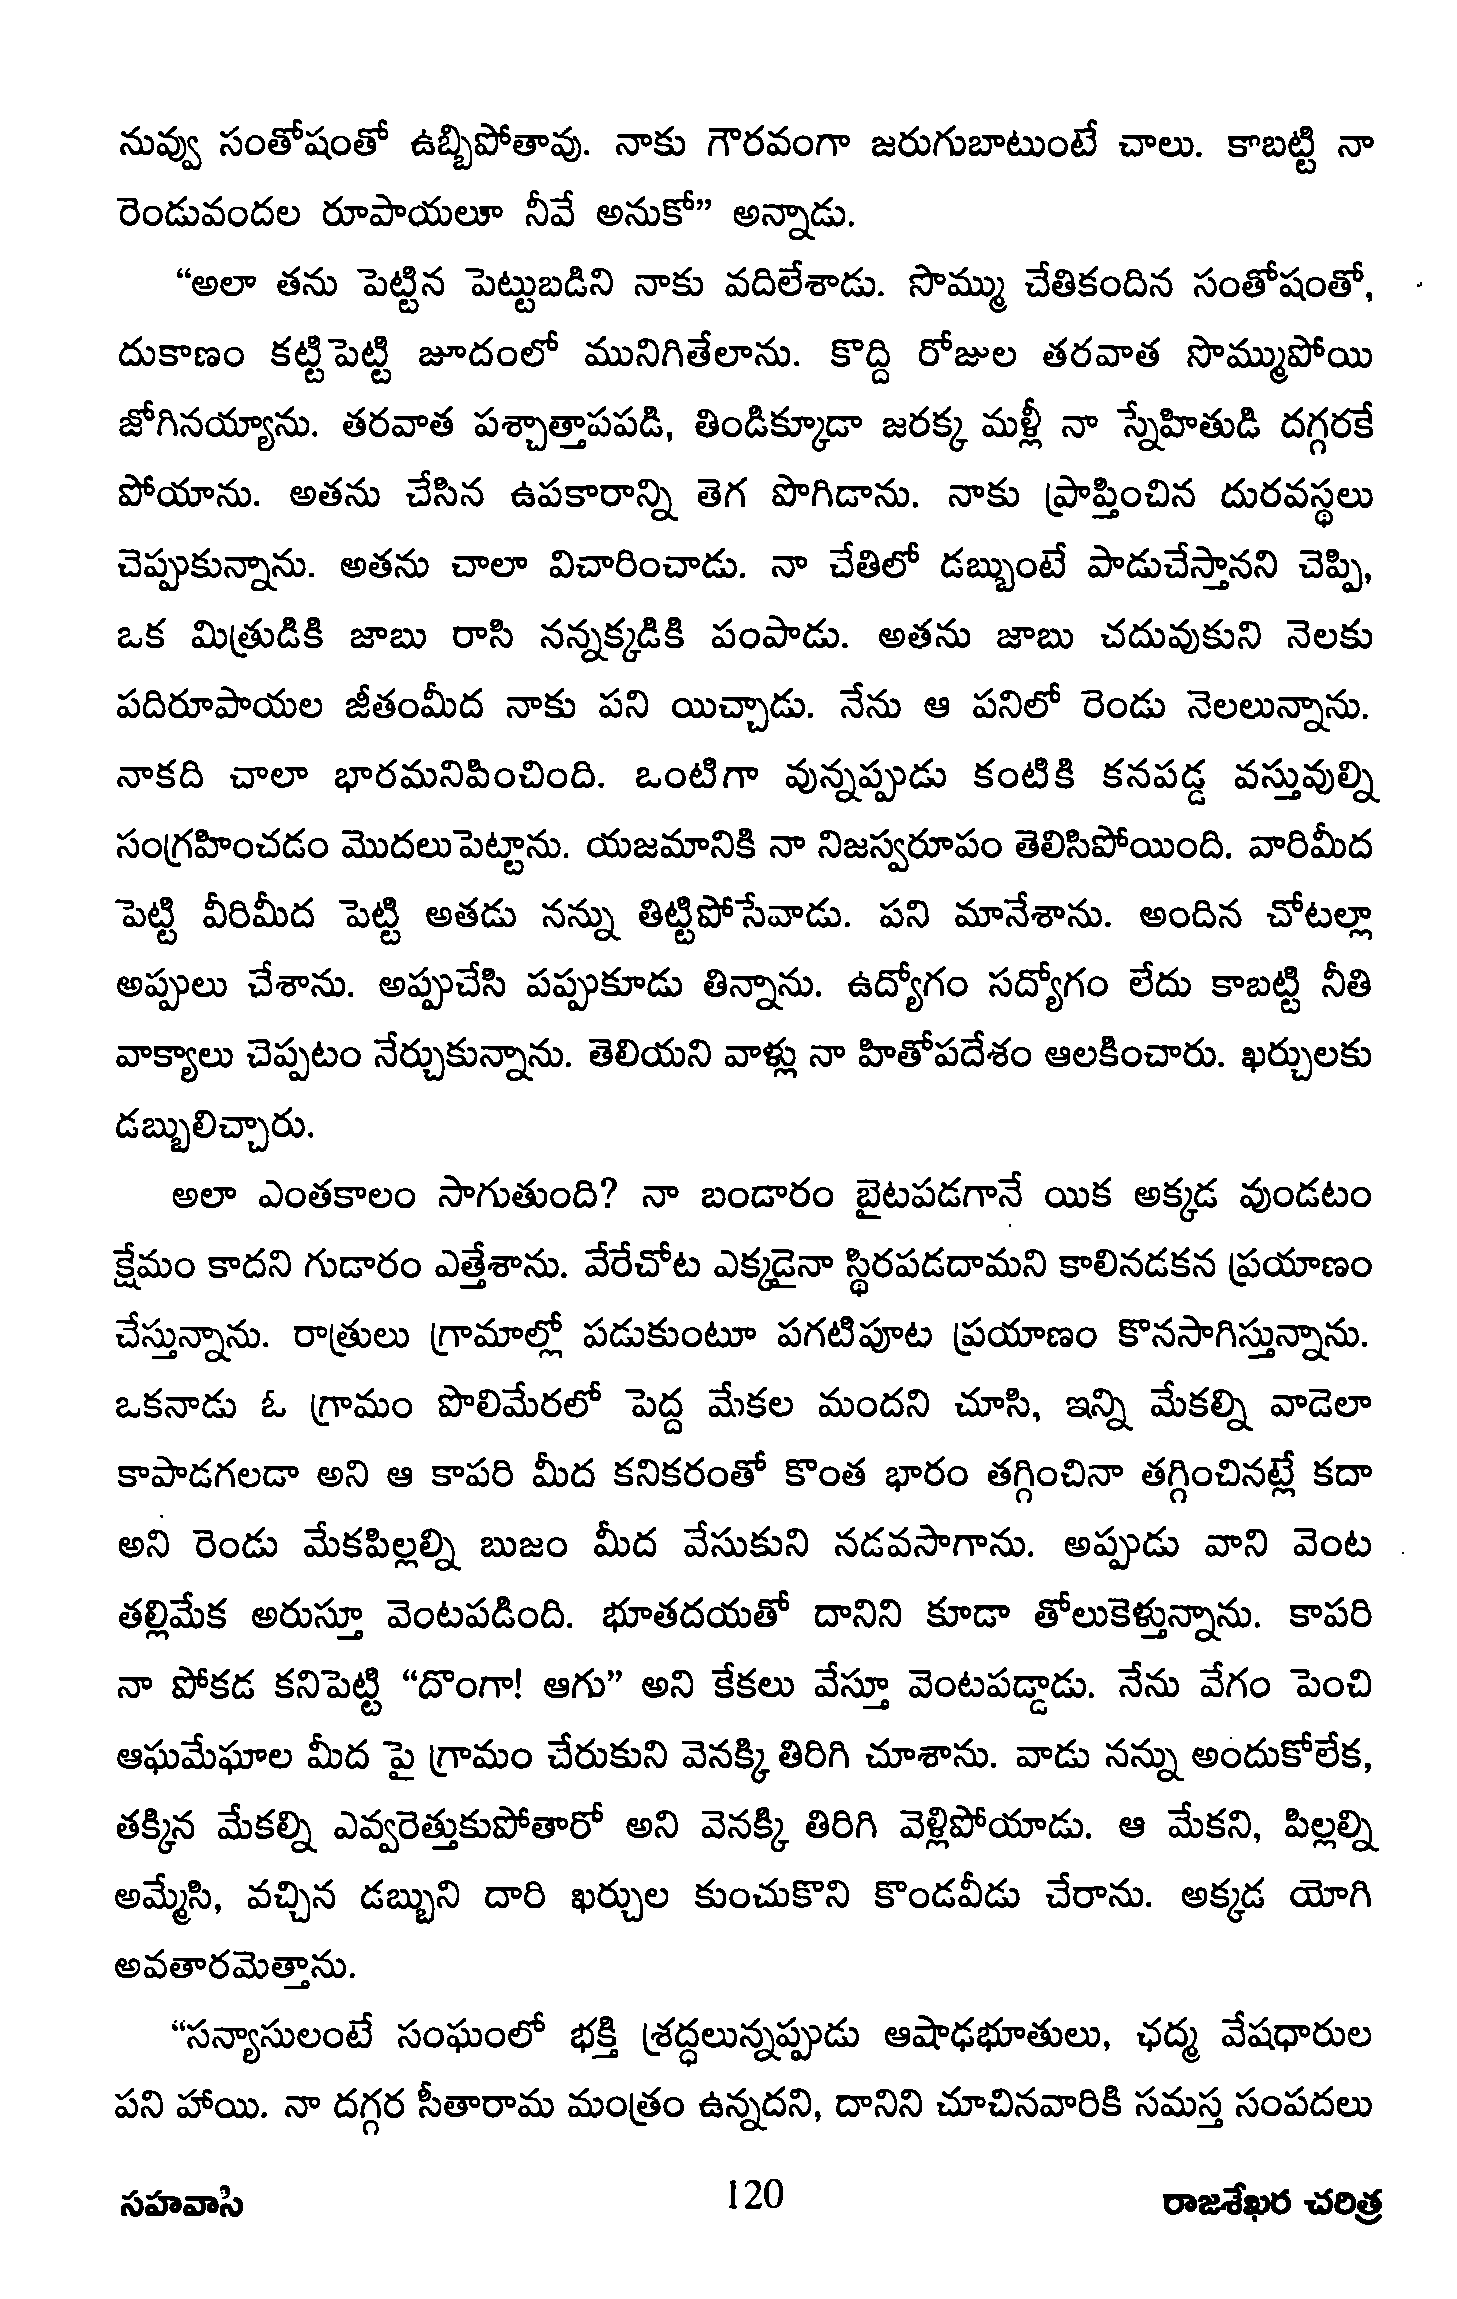 నువ్వు సంతోషంతో ఉబ్బిపోతావు. నాకు గౌరవంగా జరుగుబాటుంటే చాలు. కాబట్టి నా
రెండువందల రూపాయలూ నీవే అనుకో” అన్నాడు.
“అలా తను పెట్టిన పెట్టుబడిని నాకు వదిలేశాడు. సొమ్ము చేతికందిన సంతోషంతో,
దుకాణం కట్టిపెట్టి జూదంలో మునిగితేలాను. కొద్ది రోజుల తరవాత సొమ్ముపోయి
జోగినయ్యాను. తరవాత పశ్చాత్తాపపడి, తిండిక్కూడా జరక్క మళ్లీ నా స్నేహితుడి దగ్గరకే
పోయాను. అతను చేసిన ఉపకారాన్ని తెగ పొగిడాను. నాకు ప్రాప్తించిన దురవస్థలు
చెప్పుకున్నాను. అతను చాలా విచారించాడు. నా చేతిలో డబ్బుంటే పాడుచేస్తానని చెప్పి,
ఒక మిత్రుడికి జాబు రాసి నన్నక్కడికి పంపాడు. అతను జాబు చదువుకుని నెలకు
పదిరూపాయల జీతంమీద నాకు పని యిచ్చాడు. నేను ఆ పనిలో రెండు నెలలున్నాను.
నాకది చాలా భారమనిపించింది. ఒంటిగా వున్నప్పుడు కంటికి కనపడ్డ వస్తువుల్ని
సంగ్రహించడం మొదలుపెట్టాను. యజమానికి నా నిజస్వరూపం తెలిసిపోయింది. వారిమీద
పెట్టి వీరిమీద పెట్టి అతడు నన్ను తిట్టిపోసేవాడు. పని మానేశాను. అందిన చోటల్లా
అప్పులు చేశాను. అప్పుచేసి పప్పుకూడు తిన్నాను. ఉద్యోగం సద్యోగం లేదు కాబట్టి నీతి
వాక్యాలు చెప్పటం నేర్చుకున్నాను. తెలియని వాళ్లు నా హితోపదేశం ఆలకించారు. ఖర్చులకు
డబ్బులిచ్చారు.
అలా ఎంతకాలం సాగుతుంది? నా బండారం బైటపడగానే యిక అక్కడ వుండటం
క్షేమం కాదని గుడారం ఎత్తేశాను. వేరేచోట ఎక్కడైనా స్థిరపడదామని కాలినడకన ప్రయాణం
చేస్తున్నాను. రాత్రులు గ్రామాల్లో పడుకుంటూ పగటిపూట ప్రయాణం కొనసాగిస్తున్నాను.
ఒకనాడు ఓ గ్రామం పొలిమేరలో పెద్ద మేకల మందని చూసి, ఇన్ని మేకల్ని వాడెలా
కాపాడగలడా అని ఆ కాపరి మీద కనికరంతో కొంత భారం తగ్గించినా తగ్గించినట్లే కదా
అని రెండు మేకపిల్లల్ని బుజం మీద వేసుకుని నడవసాగాను. అప్పుడు వాని వెంట
తల్లిమేక అరుస్తూ వెంటపడింది. భూతదయతో దానిని కూడా తోలుకెళ్తున్నాను. కాపరి
నా పోకడ కనిపెట్టి “దొంగా! ఆగు” అని కేకలు వేస్తూ వెంటపడ్డాడు. నేను వేగం పెంచి
ఆఘమేఘాల మీద పై గ్రామం చేరుకుని వెనక్కి తిరిగి చూశాను. వాడు నన్ను అందుకోలేక,
తక్కిన మేకల్ని ఎవ్వరెత్తుకుపోతారో అని వెనక్కి తిరిగి వెళ్లిపోయాడు. ఆ మేకని, పిల్లల్ని
అమ్మేసి, వచ్చిన డబ్బుని దారి ఖర్చుల కుంచుకొని కొండవీడు చేరాను. అక్కడ యోగి
అవతారమెత్తాను.
“సన్యాసులంటే సంఘంలో భక్తి శ్రద్ధలున్నప్పుడు ఆషాఢభూతులు, ఛద్మ వేషధారుల
పని హాయి. నా దగ్గర సీతారామ మంత్రం ఉన్నదని, దానిని చూచినవారికి సమస్త సంపదలు
సహవాసి 120 రాజశేఖర చరిత్ర